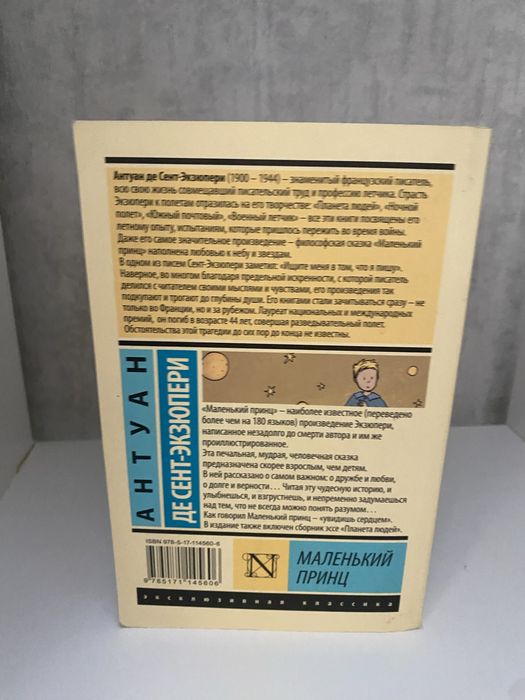 Антуан де Сент-Экзюпери (1900 – 1944) – знаменитый французский писатель,
всю свою жизнь совмещавший писательский труд и профессию летчика. Страсть
Экзюпери к полетам отразилась на его творчестве: «Планета людей», «Ночной
полет», «Южный почтовый», «Военный летчик» – все эти книги посвящены его
летному опыту, испытаниям, которые пришлось пережить во время войны.
Даже его самое значительное произведение – философская сказка «Маленький
принц» наполнена любовью к небу и звездам.
В одном из писем Сент-Экзюпери заметил: «Ищите меня в том, что я пишу».
Наверное, во многом благодаря предельной искренности, с которой писатель
делился с читателем своими мыслями и чувствами, его произведения так
подкупают и трогают до глубины души. Его книгами стали зачитываться сразу – не
только во Франции, но и за рубежом. Лауреат национальных и международных
премий, он погиб в возрасте 44 лет, совершая разведывательный полет.
Обстоятельства этой трагедии до сих пор до конца не известны.
АНТУАН
ДЕ СЕНТ-ЭКЗЮПЕРИ
«Маленький принц» – наиболее известное (переведено
более чем на 180 языков) произведение Экзюпери,
написанное незадолго до смерти автора и им же
проиллюстрированное.
Эта печальная, мудрая, человечная сказка
предназначена скорее взрослым, чем детям.
В ней рассказано о самом важном: о дружбе и любви,
о долге и верности... Читая эту чудесную историю, и
улыбнешься, и взгрустнешь, и непременно задумаешься
над тем, что не всегда можно понять разумом...
Как говорил Маленький принц – «увидишь сердцем».
В издание также включен сборник эссе «Планета людей».
ISBN 978-5-17-114560-6
9 785171 145606
N
МАЛЕНЬКИЙ
ПРИНЦ
эксклюзивная классика